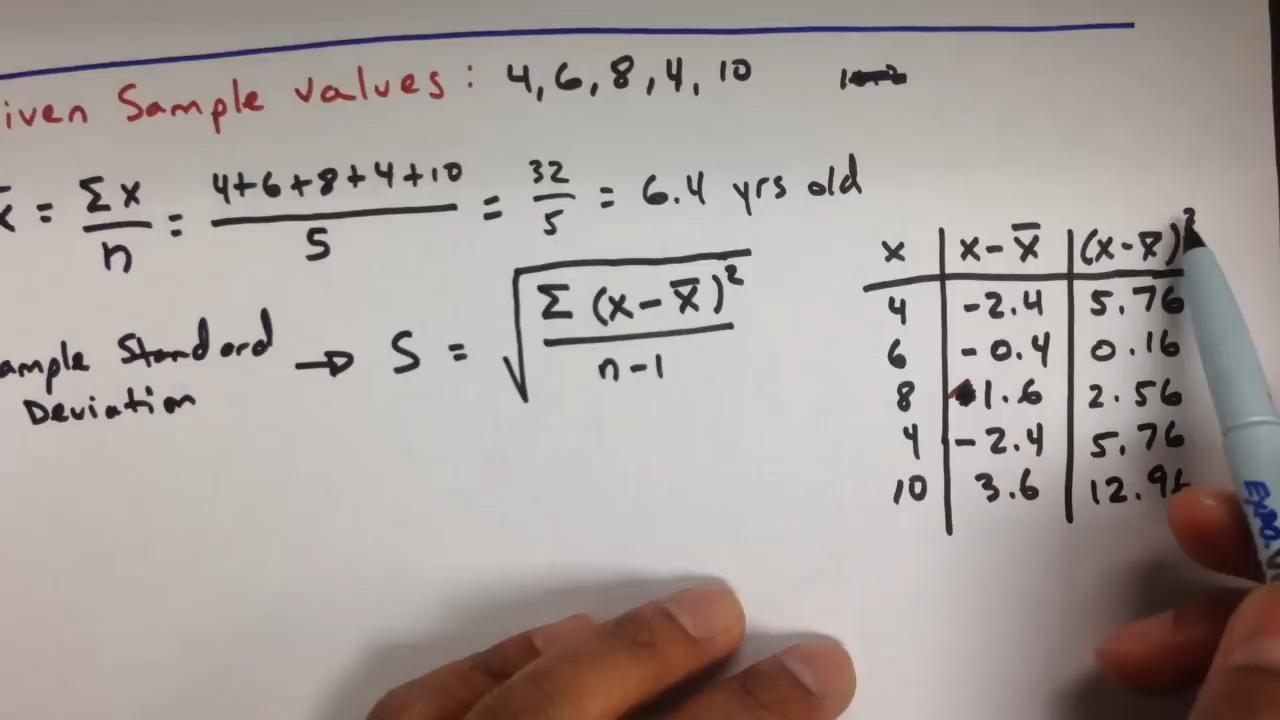 iven Sample values: 4, 6, 8, 4, 10
x̄ = Σx/n = (4+6+8+4+10)/5 = 32/5 = 6.4 yrs old
ample Standard Deviation → S = √(Σ(x-x̄)²/(n-1))
x | x-x̄ | (x-x̄)²
4 | -2.4 | 5.76
6 | -0.4 | 0.16
8 | 1.6 | 2.56
4 | -2.4 | 5.76
10 | 3.6 | 12.96
EXPO